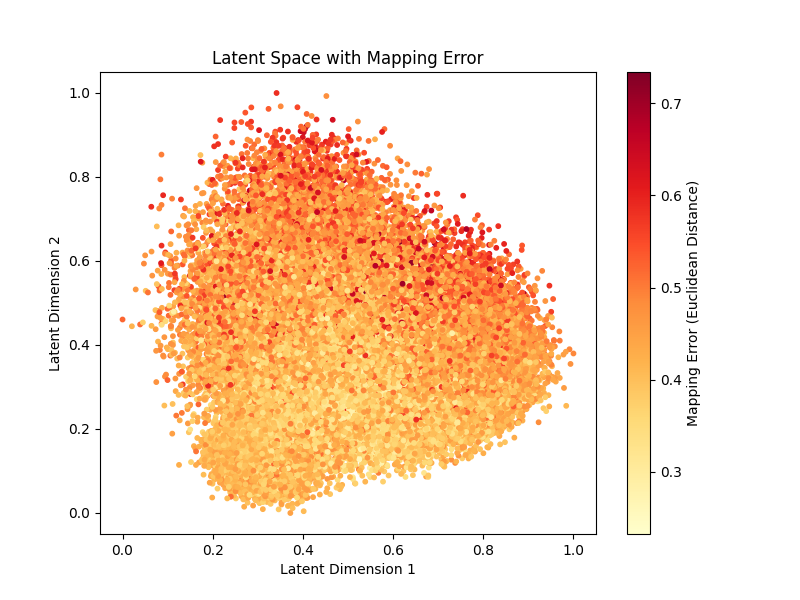 Latent Space with Mapping Error
1.0
0.8
0.6
0.4
0.2
0.0
Latent Dimension 2
0.0 0.2 0.4 0.6 0.8 1.0
Latent Dimension 1
0.7
0.6
0.5
0.4
0.3
Mapping Error (Euclidean Distance)